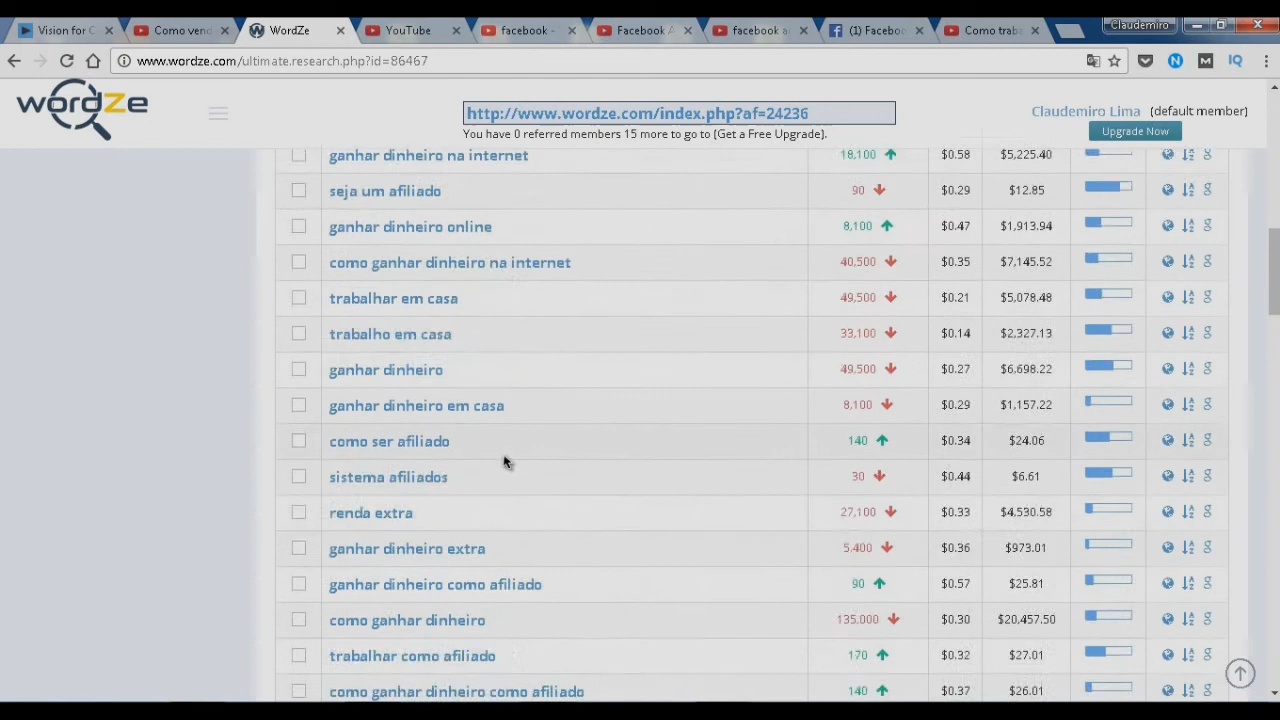 Vision for C
Como vend
WordZe
YouTube
facebook -
Facebook A
facebook a
(1) Facebo
Como trab
Claudemiro
www.wordze.com/ultimate.research.php?id=86467
wordze
http://www.wordze.com/index.php?af=24236
You have 0 referred members 15 more to go to [Get a Free Upgrade].
Claudemiro Lima (default member)
Upgrade Now
ganhar dinheiro na internet 18,100 $0.58 $5,225.40
seja um afiliado 90 $0.29 $12.85
ganhar dinheiro online 8,100 $0.47 $1,913.94
como ganhar dinheiro na internet 40,500 $0.35 $7,145.52
trabalhar em casa 49,500 $0.21 $5,078.48
trabalho em casa 33,100 $0.14 $2,327.13
ganhar dinheiro 49,500 $0.27 $6,698.22
ganhar dinheiro em casa 8,100 $0.29 $1,157.22
como ser afiliado 140 $0.34 $24.06
sistema afiliados 30 $0.44 $6.61
renda extra 27,100 $0.33 $4,530.58
ganhar dinheiro extra 5,400 $0.36 $973.01
ganhar dinheiro como afiliado 90 $0.57 $25.81
como ganhar dinheiro 135,000 $0.30 $20,457.50
trabalhar como afiliado 170 $0.32 $27.01
como ganhar dinheiro como afiliado 140 $0.37 $26.01